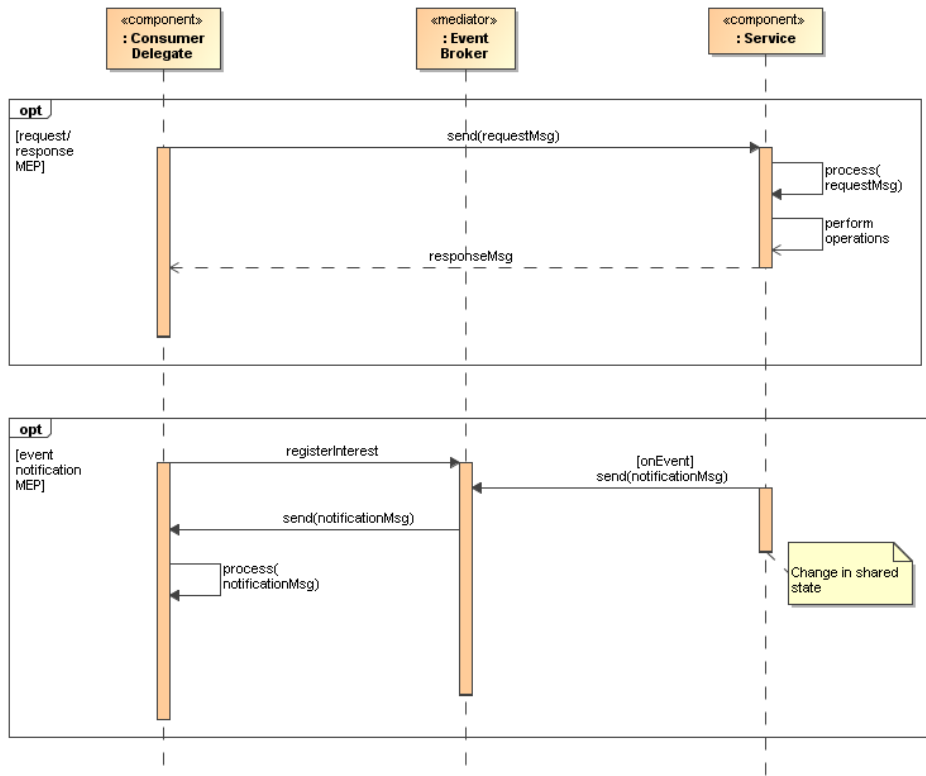 «component»
: Consumer
Delegate
«mediator»
: Event
Broker
«component»
: Service
opt
[request/
response
MEP]
send(requestMsg)
process(
requestMsg)
perform
operations
responseMsg
opt
[event
notification
MEP]
registerInterest
[onEvent]
send(notificationMsg)
send(notificationMsg)
process(
notificationMsg)
Change in shared
state